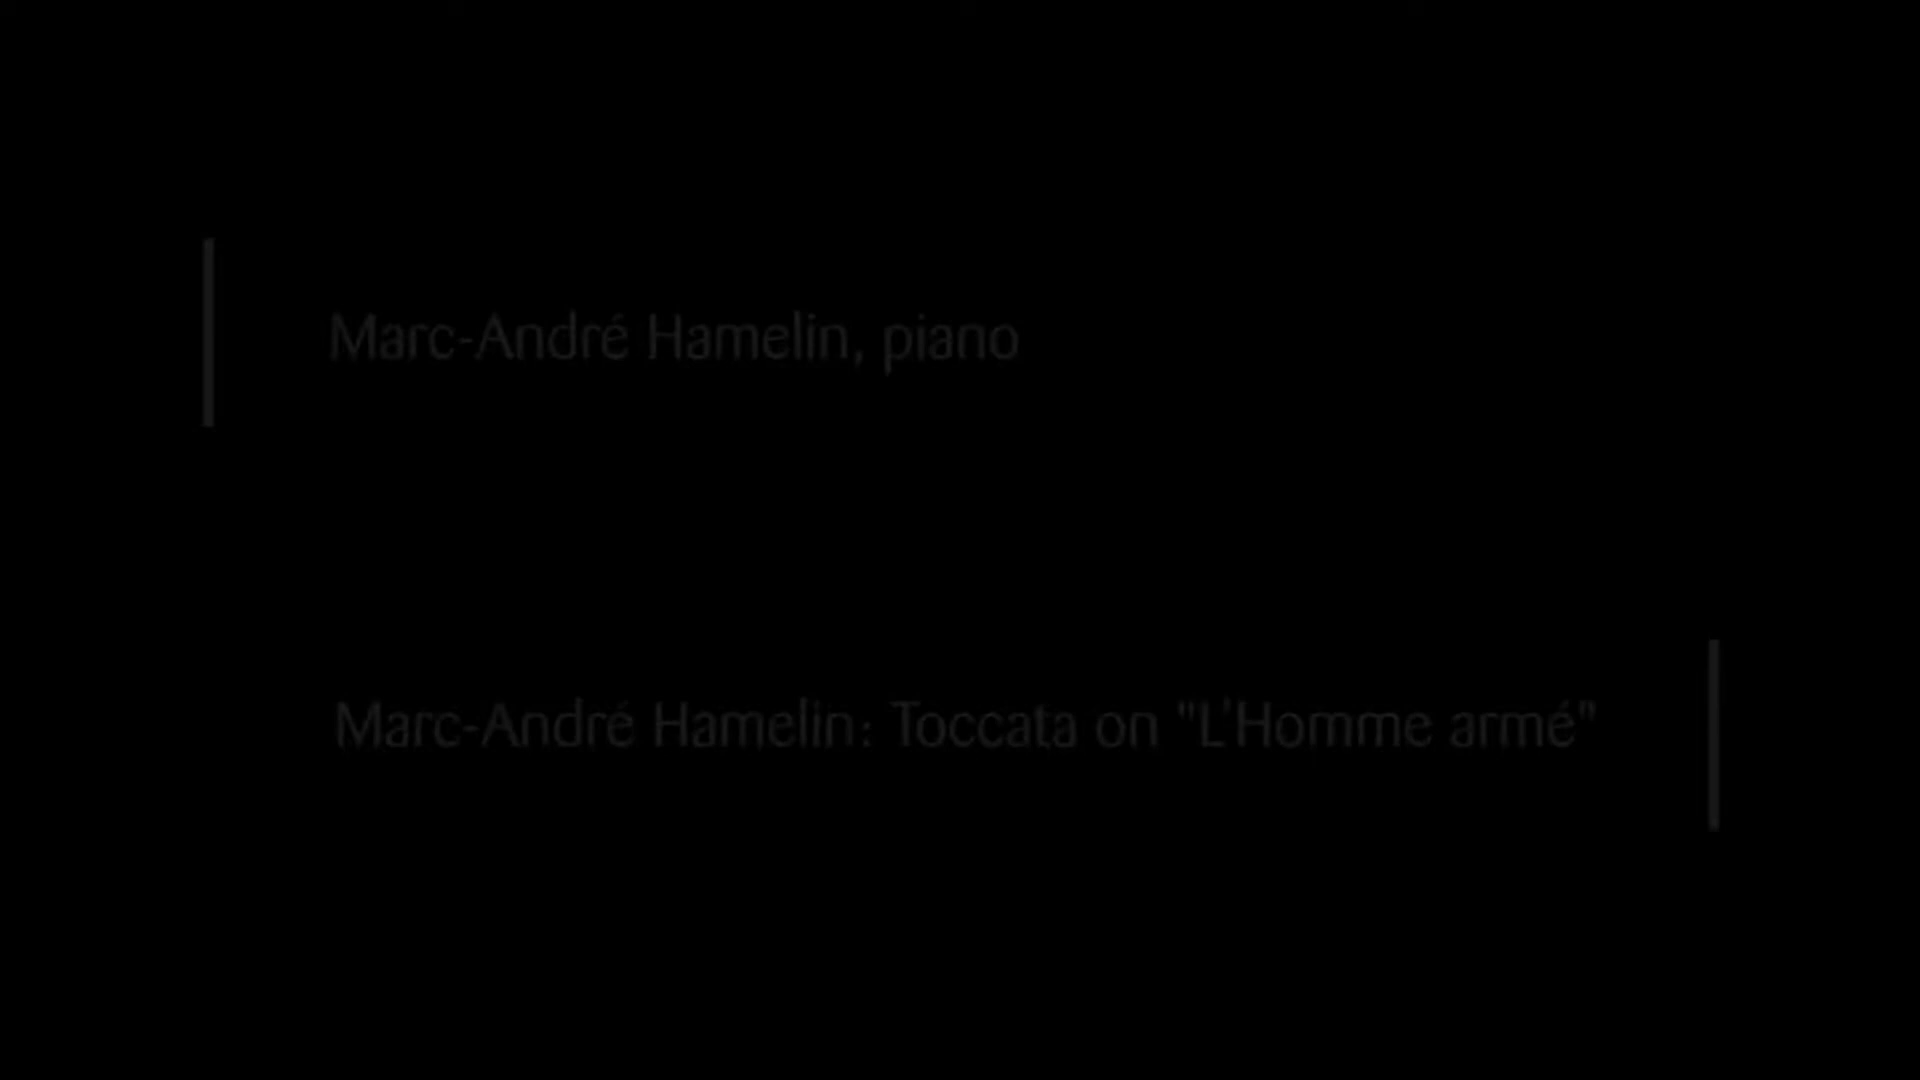 Marc-André Hamelin, piano
Marc-André Hamelin: Toccata on "L'Homme armé"